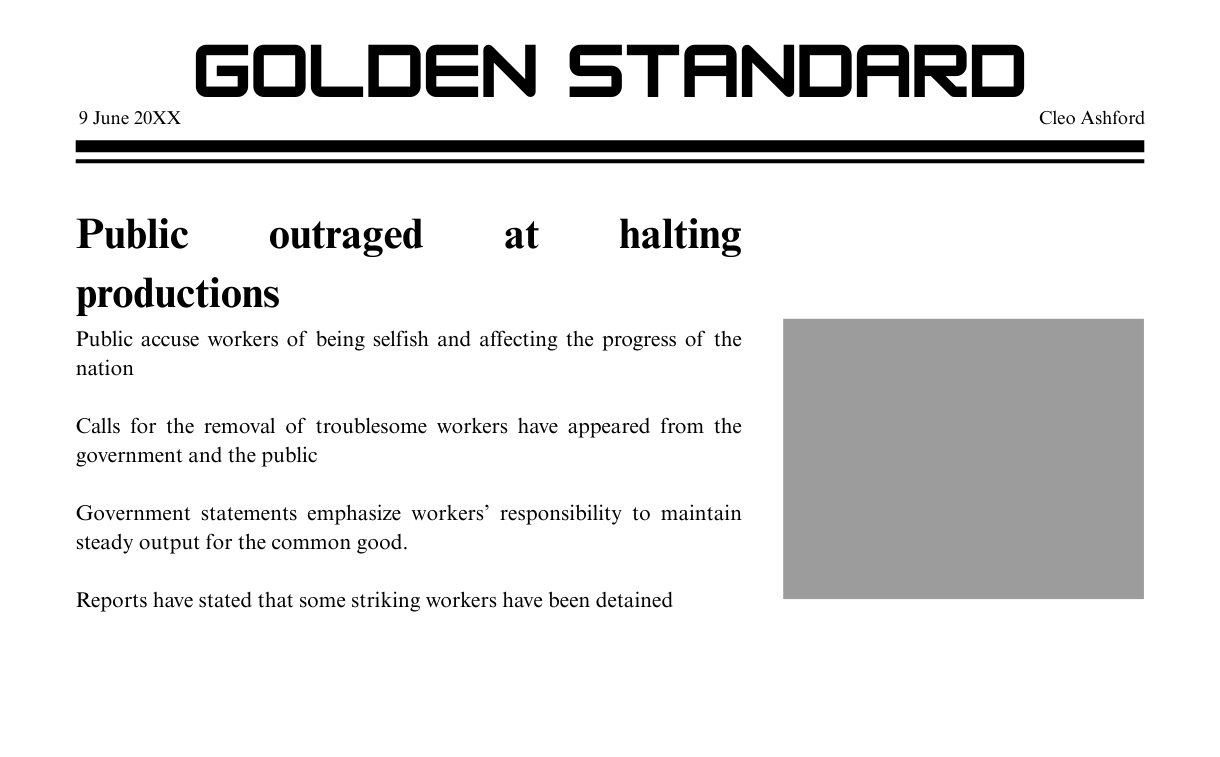 GOLDEN STANDARD
9 June 20XX
Cleo Ashford
Public outraged at halting
productions
Public accuse workers of being selfish and affecting the progress of the
nation
Calls for the removal of troublesome workers have appeared from the
government and the public
Government statements emphasize workers’ responsibility to maintain
steady output for the common good.
Reports have stated that some striking workers have been detained